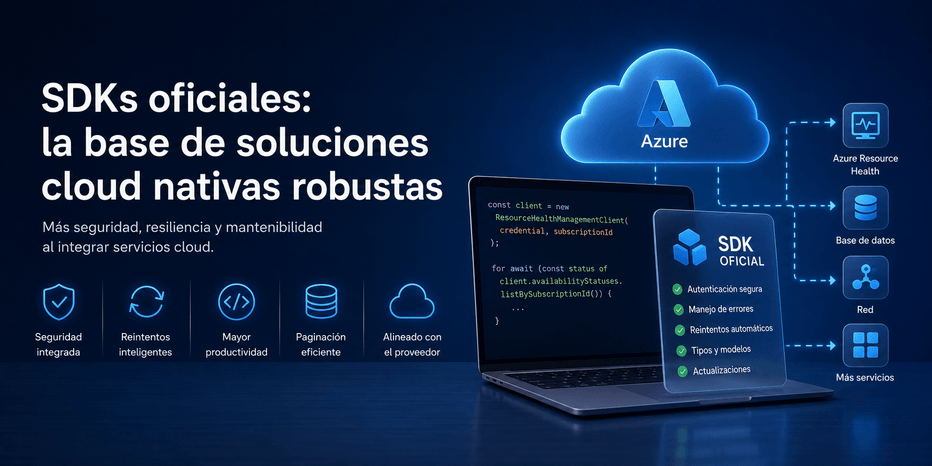 SDKs oficiales:
la base de soluciones
cloud nativas robustas
Más seguridad, resiliencia y mantenibilidad
al integrar servicios cloud.
Seguridad
integrada
Reintentos
inteligentes
Mayor
productividad
Paginación
eficiente
Alineado con
el proveedor
Azure
const client = new
ResourceHealthManagementClient(
credential, subscriptionId
);
for await (const status of
client.availabilityStatuses.
listBySubscriptionId()) {
...
}
SDK
OFICIAL
Autenticación segura
Manejo de errores
Reintentos automáticos
Tipos y modelos
Actualizaciones
Azure Resource
Health
Base de datos
Red
Más servicios